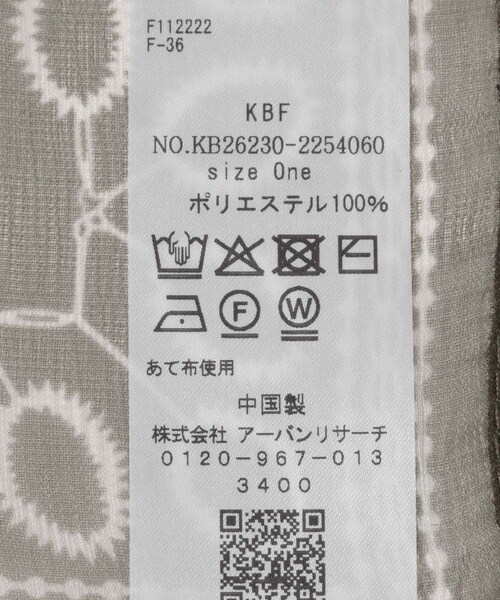 F112222
F-36
KBF
NO.KB26230-2254060
size One
ポリエステル100%
F W
あて布使用
中国製
株式会社 アーバンリサーチ
0120-967-013
3400